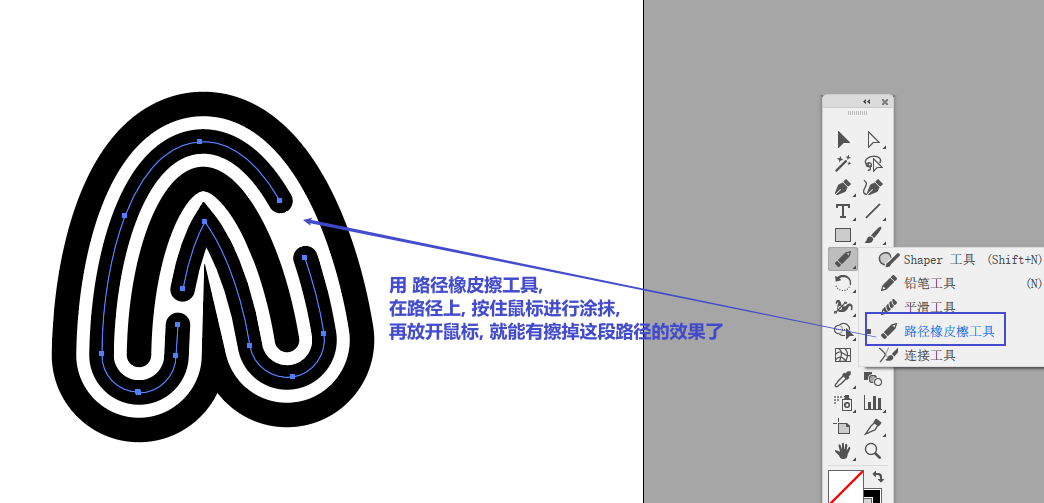 用 路径橡皮擦工具,
在路径上, 按住鼠标进行涂抹,
再放开鼠标, 就能有擦掉这段路径的效果了
Shaper 工具 (Shift+N)
铅笔工具 (N)
平滑工具
路径橡皮擦工具
连接工具